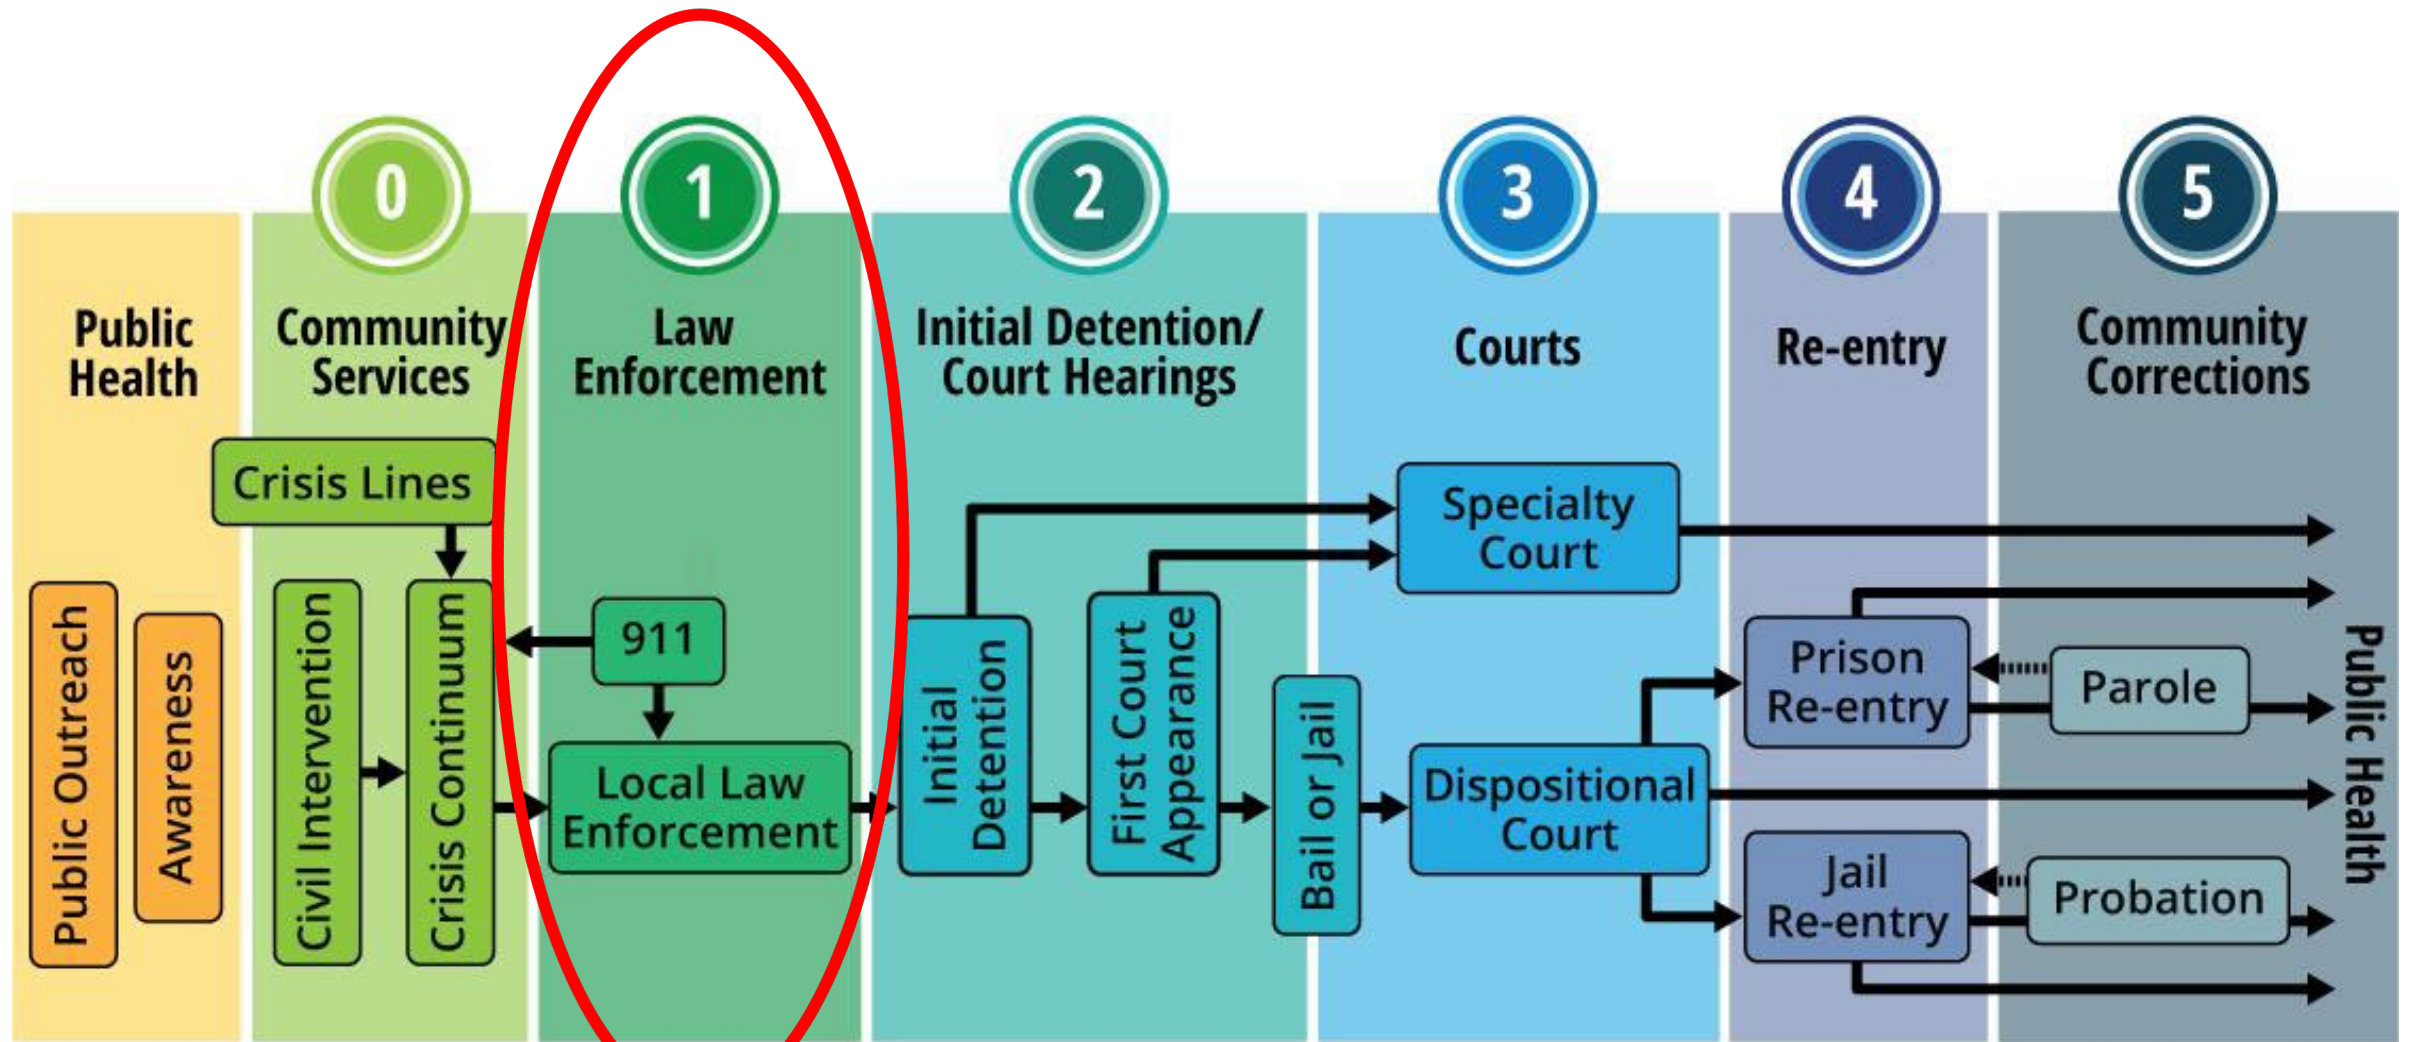 0
1
2
3
4
5
Public
Health
Community
Services
Law
Enforcement
Initial Detention/
Court Hearings
Courts
Re-entry
Community
Corrections
Public Outreach
Awareness
Crisis Lines
Civil Intervention
Crisis Continuum
911
Local Law
Enforcement
Initial
Detention
First Court
Appearance
Bail or Jail
Specialty
Court
Dispositional
Court
Prison
Re-entry
Jail
Re-entry
Parole
Probation
Public Health